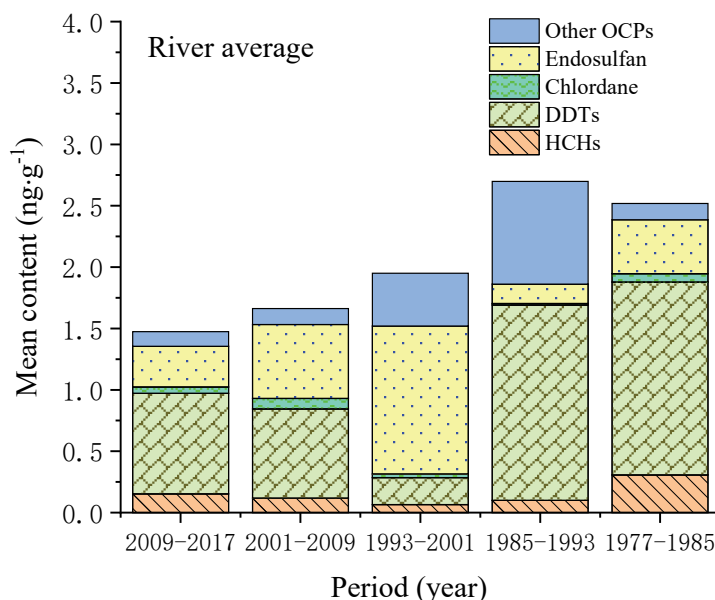 River average
Other OCPs
Endosulfan
Chlordane
DDTs
HCHs
Mean content (ng·g⁻¹)
4.0
3.5
3.0
2.5
2.0
1.5
1.0
0.5
0.0
2009-2017 2001-2009 1993-2001 1985-1993 1977-1985
Period (year)